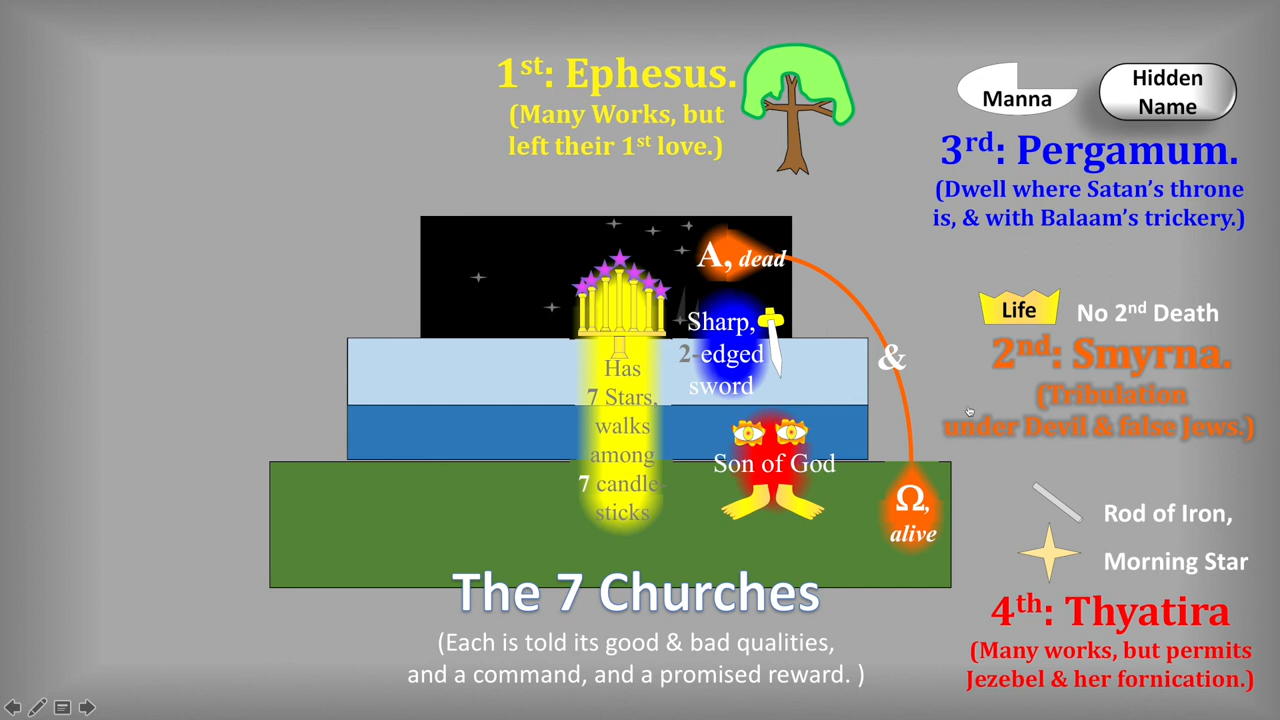 1st: Ephesus.
(Many Works, but
left their 1st love.)
Manna
Hidden
Name
3rd: Pergamum.
(Dwell where Satan’s throne
is, & with Balaam’s trickery.)
Life
No 2nd Death
2nd: Smyrna.
(Tribulation
under Devil & false Jews.)
Rod of Iron,
Morning Star
4th: Thyatira
(Many works, but permits
Jezebel & her fornication.)
A, dead
&
Ω,
alive
Sharp,
2-edged
sword
Has
7 Stars,
walks
among
7 candle-
sticks
Son of God
The 7 Churches
(Each is told its good & bad qualities,
and a command, and a promised reward. )